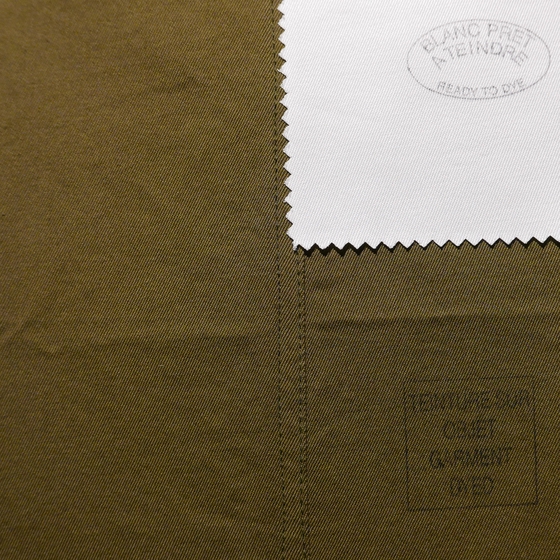 BLANC PRET
A TEINDRE
READY TO DYE
TEINTURE SUR
OBJET
GARMENT
DYED